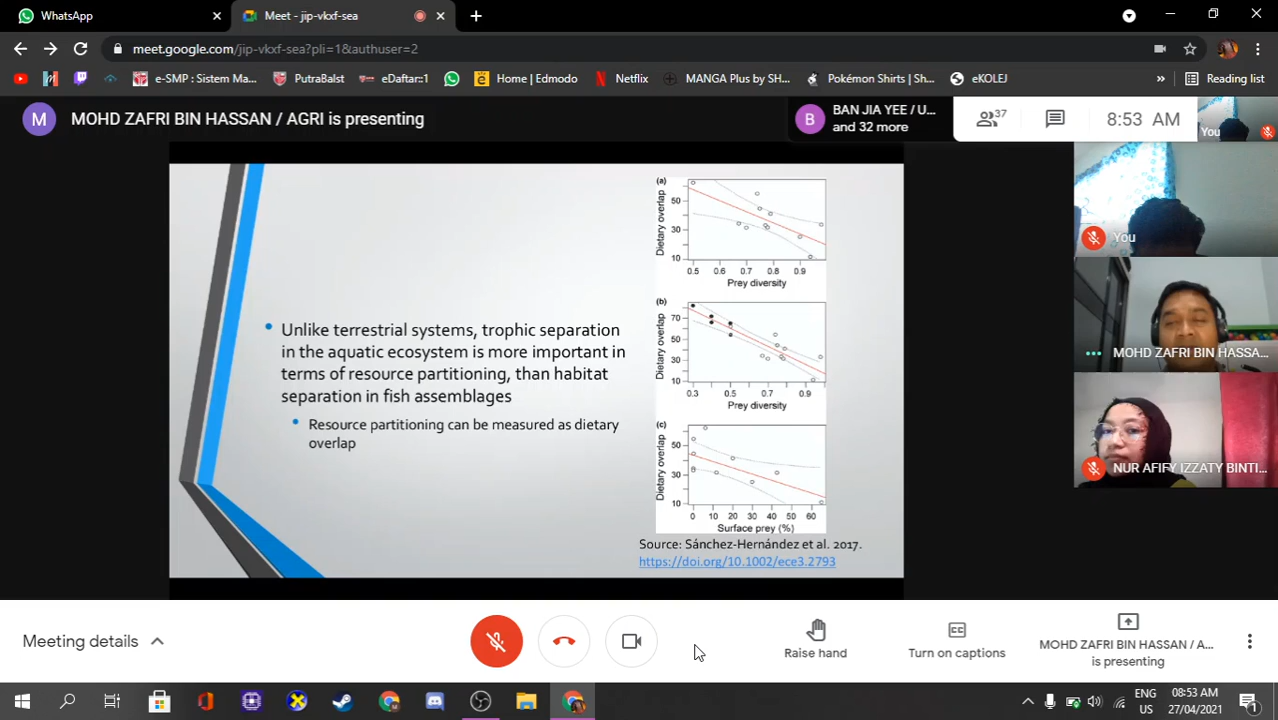 WhatsApp
Meet - jip-vkxf-sea
meet.google.com/jip-vkxf-sea?pli=1&authuser=2
e-SMP : Sistem Ma...
PutraBalst
eDaftar::1
Home | Edmodo
Netflix
MANGA Plus by SH...
Pokémon Shirts | Sh...
eKOLEJ
»
Reading list
M
MOHD ZAFRI BIN HASSAN / AGRI is presenting
B
BAN JIA YEE / U...
and 32 more
37
8:53 AM
You
Unlike terrestrial systems, trophic separation
in the aquatic ecosystem is more important in
terms of resource partitioning, than habitat
separation in fish assemblages
Resource partitioning can be measured as dietary
overlap
(a)
Dietary overlap
50
30
10
0.5 0.6 0.7 0.8 0.9
Prey diversity
(b)
Dietary overlap
70
50
30
10
0.3 0.5 0.7 0.9
Prey diversity
(c)
Dietary overlap
50
30
10
0 10 20 30 40 50 60
Surface prey (%)
Source: Sánchez-Hernández et al. 2017.
https://doi.org/10.1002/ece3.2793
You
MOHD ZAFRI BIN HASSA...
NUR AFIFY IZZATY BINTI...
Meeting details
Raise hand
Turn on captions
MOHD ZAFRI BIN HASSAN / A...
is presenting
ENG
US
08:53 AM
27/04/2021
1